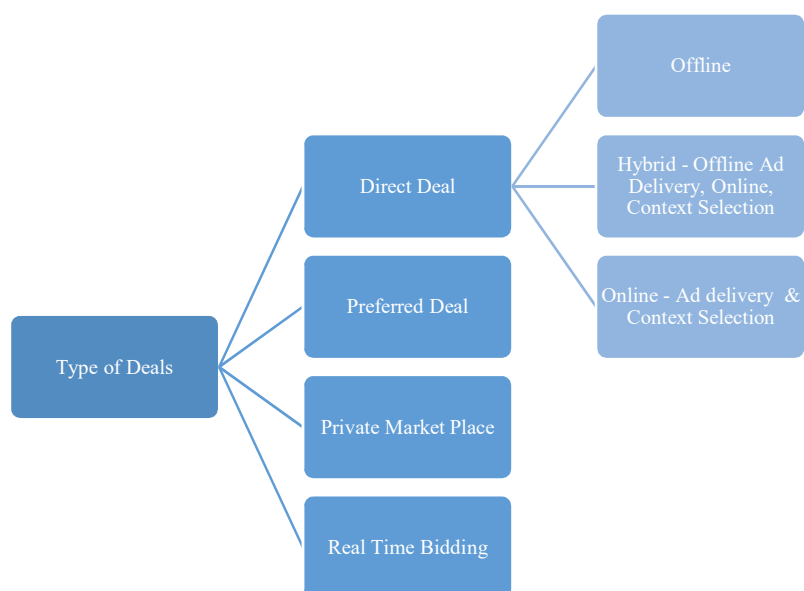 Type of Deals
Direct Deal
Preferred Deal
Private Market Place
Real Time Bidding
Offline
Hybrid - Offline Ad
Delivery, Online,
Context Selection
Online - Ad delivery  &
Context Selection